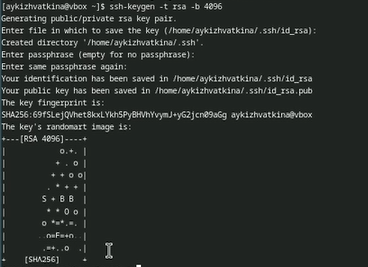 [aykizhvatkina@vbox ~]$ ssh-keygen -t rsa -b 4096
Generating public/private rsa key pair.
Enter file in which to save the key (/home/aykizhvatkina/.ssh/id_rsa):
Created directory '/home/aykizhvatkina/.ssh'.
Enter passphrase (empty for no passphrase):
Enter same passphrase again:
Your identification has been saved in /home/aykizhvatkina/.ssh/id_rsa
Your public key has been saved in /home/aykizhvatkina/.ssh/id_rsa.pub
The key fingerprint is:
SHA256:69fSLejQVhet8kxLYkh5PyBHVhYvymJ+yG2jcn09aGg aykizhvatkina@vbox
The key's randomart image is:
+---[RSA 4096]----+
|           o.+.  |
|          + . o  |
|         + + o o|
|        . * + +  |
|       S + B B   |
|        * * O o  |
|       o *=*.=.  |
|      ..o=E=+o.  |
|       .=+..o  .|
+----[SHA256]-----+